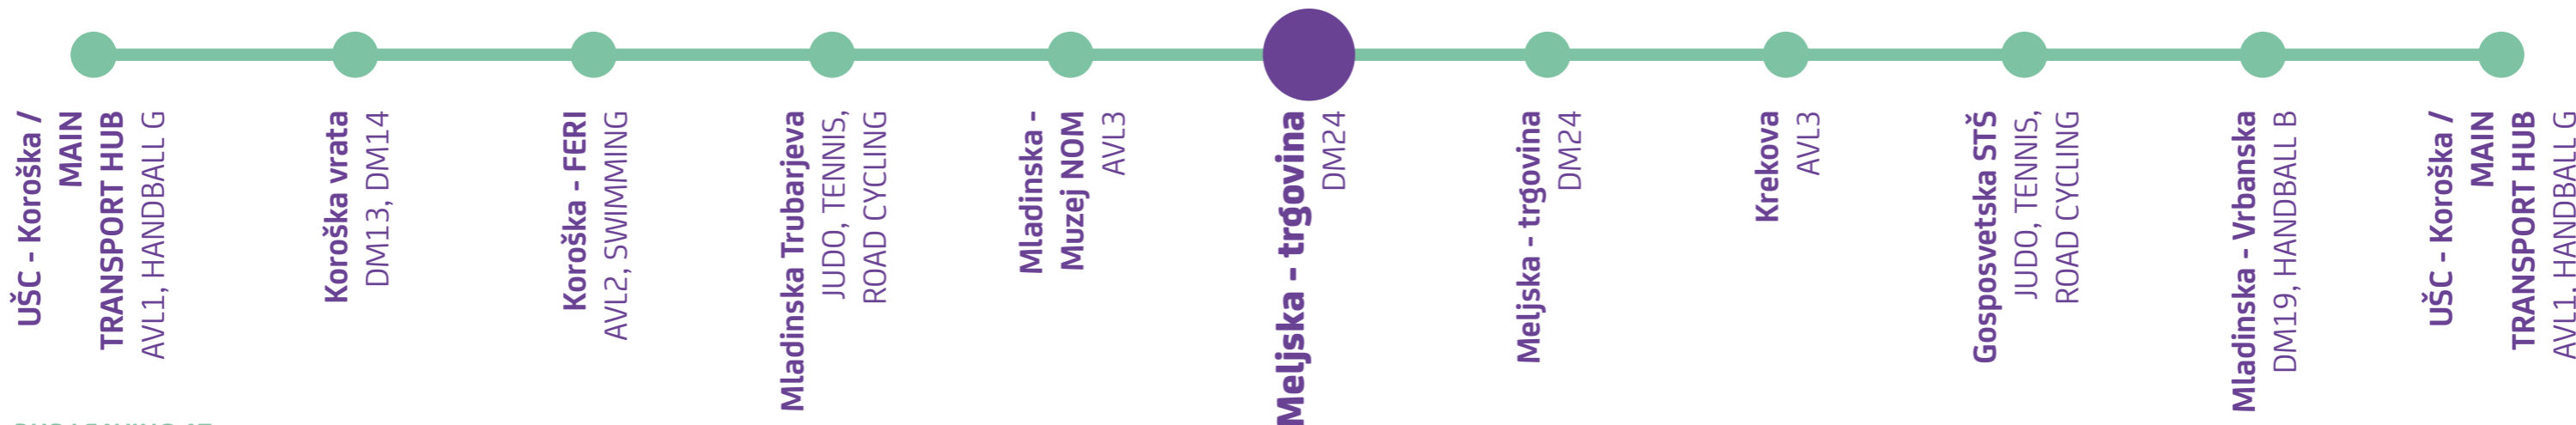 UŠC - Koroška /
MAIN
TRANSPORT HUB
AVL1, HANDBALL G
Koroška vrata
DM13, DM14
Koroška - FERI
AVL2, SWIMMING
Mladinska Trubarjeva
JUDO, TENNIS,
ROAD CYCLING
Mladinska -
Muzej NOM
AVL3
Meljska - trgovina
DM24
Meljska - trgovina
DM24
Krekova
AVL3
Gosposvetska STŠ
JUDO, TENNIS,
ROAD CYCLING
Mladinska - Vrbanska
DM19, HANDBALL B
UŠC - Koroška /
MAIN
TRANSPORT HUB
AVL1, HANDBALL G